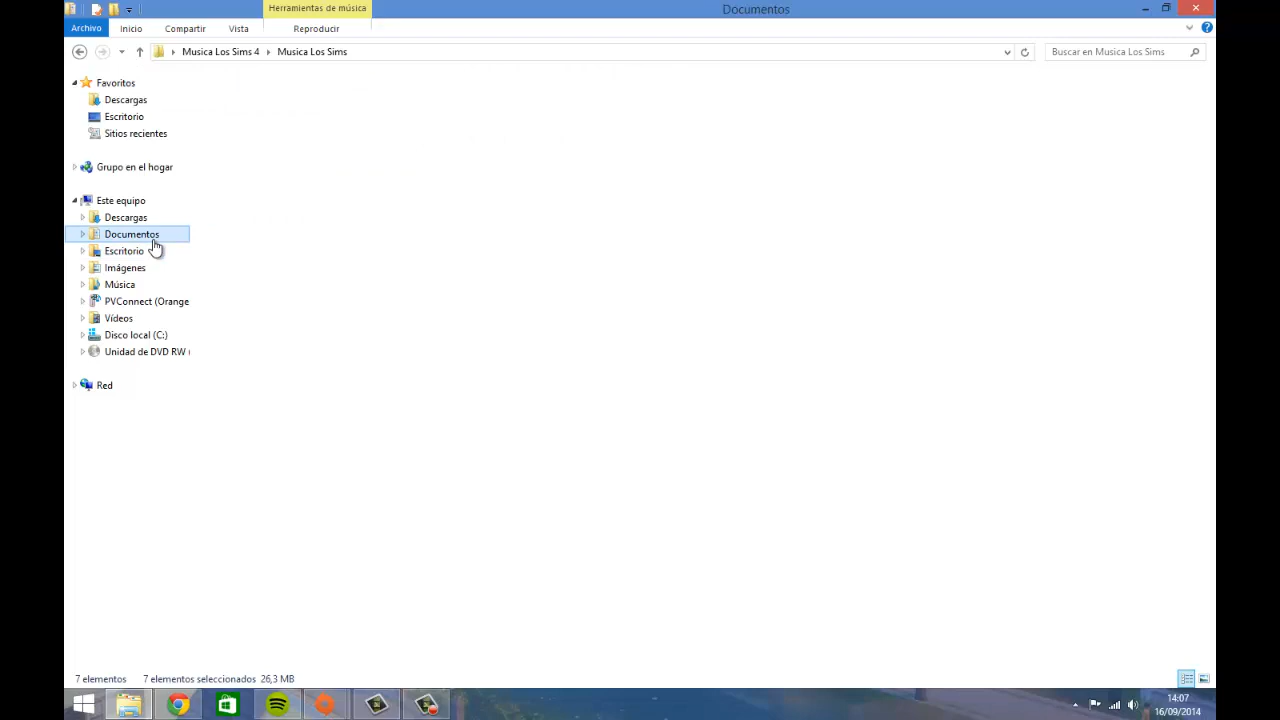 Herramientas de música
Documentos
Archivo Inicio Compartir Vista Reproducir
Musica Los Sims 4 Musica Los Sims
Buscar en Musica Los Sims
Favoritos
Descargas
Escritorio
Sitios recientes
Grupo en el hogar
Este equipo
Descargas
Documentos
Escritorio
Imágenes
Música
PVConnect (Orange
Vídeos
Disco local (C:)
Unidad de DVD RW
Red
7 elementos 7 elementos seleccionados 26,3 MB
14:07
16/09/2014